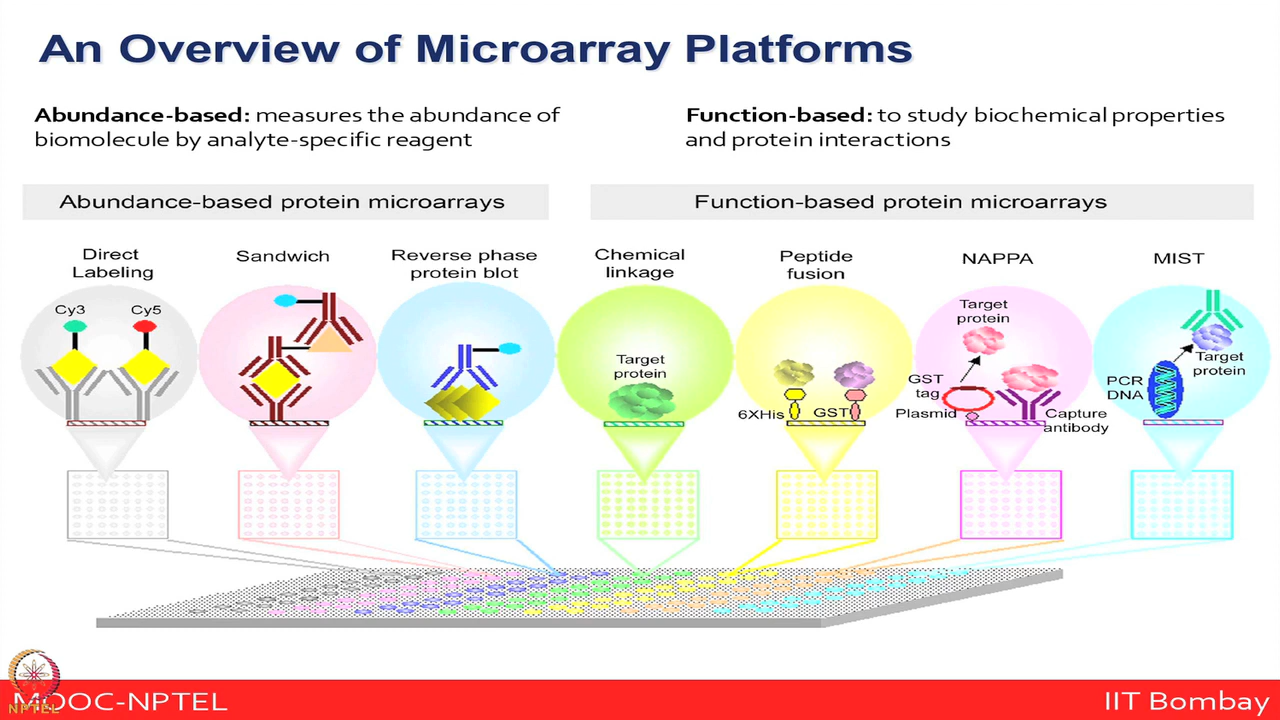 An Overview of Microarray Platforms
Abundance-based: measures the abundance of
biomolecule by analyte-specific reagent
Function-based: to study biochemical properties
and protein interactions
Abundance-based protein microarrays
Function-based protein microarrays
Direct
Labeling
Cy3
Cy5
Sandwich
Reverse phase
protein blot
Chemical
linkage
Target
protein
Peptide
fusion
6XHis
GST
NAPPA
Target
protein
GST
tag
Plasmid
Capture
antibody
MIST
Target
protein
PCR
DNA
NPTEL
MOOC-NPTEL
IIT Bombay